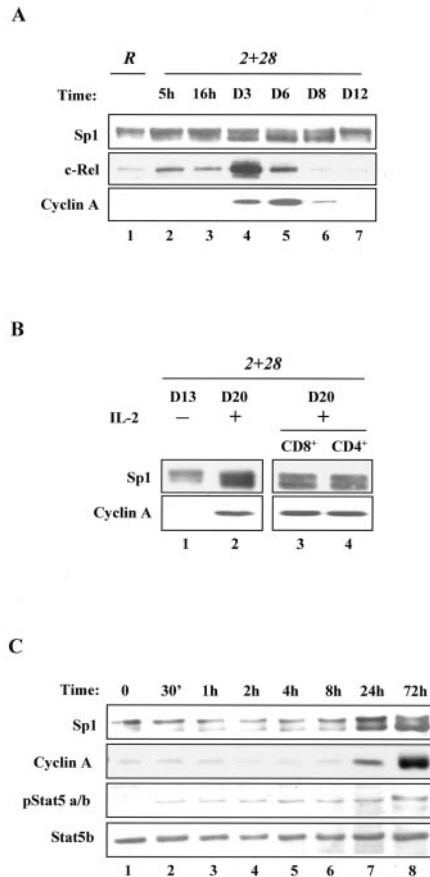 A
R 2+28
Time: 5h 16h D3 D6 D8 D12
Sp1
c-Rel
Cyclin A
1 2 3 4 5 6 7
B
2+28
D13 D20 D20
IL-2 — + +
CD8+ CD4+
Sp1
Cyclin A
1 2 3 4
C
Time: 0 30’ 1h 2h 4h 8h 24h 72h
Sp1
Cyclin A
pStat5 a/b
Stat5b
1 2 3 4 5 6 7 8